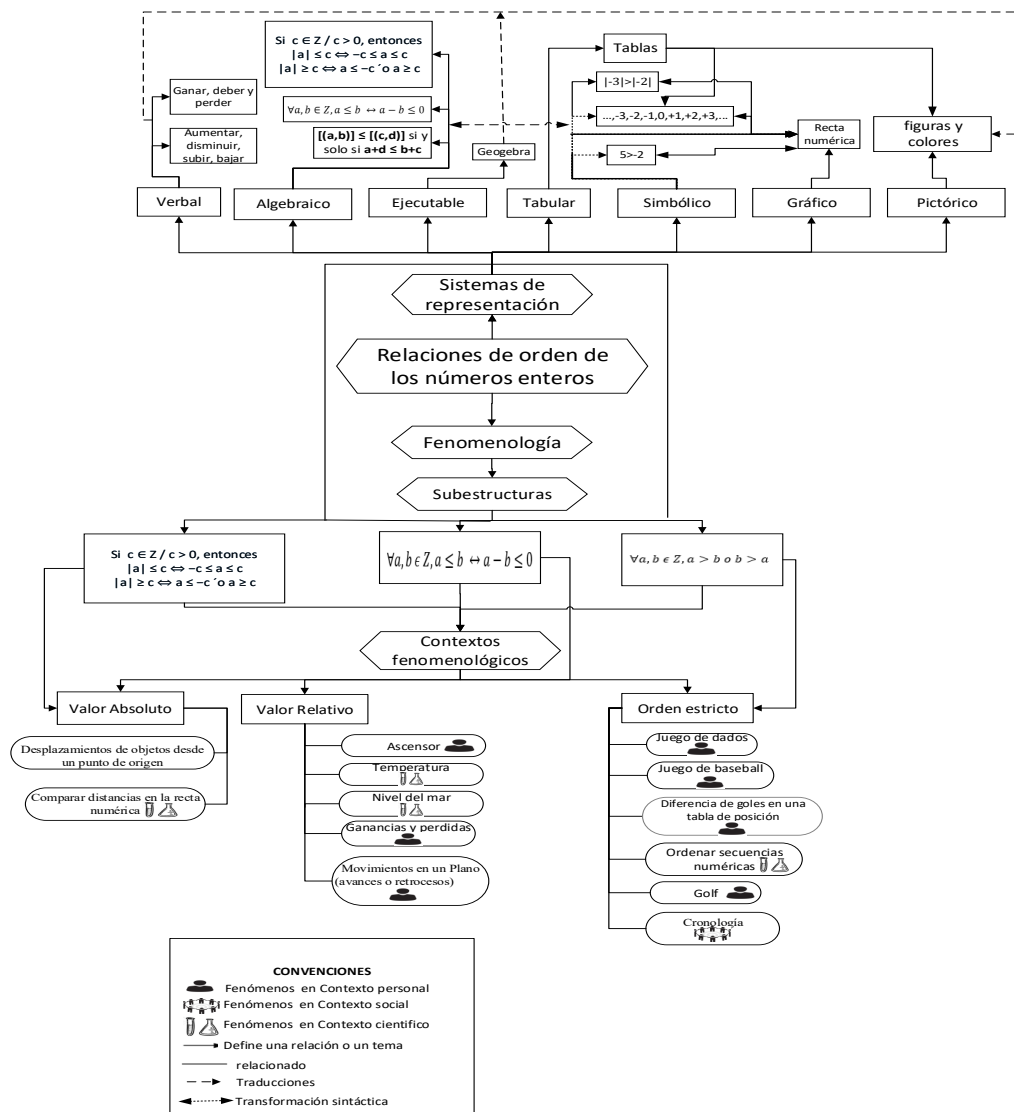 Si c ∈ Z / c > 0, entonces
|a| ≤ c ⇔ −c ≤ a ≤ c
|a| ≥ c ⇔ a ≤ −c ´o a ≥ c
Ganar, deber y
perder
∀a, b ∈ Z, a ≤ b ↔ a − b ≤ 0
Aumentar,
disminuir,
subir, bajar
[(a,b)] ≤ [(c,d)] si y
solo si a+d ≤ b+c
Geogebra
Tablas
|-3|>|-2|
...,-3,-2,-1,0,+1,+2,+3,...
5>-2
Recta
numérica
figuras y
colores
Verbal
Algebraico
Ejecutable
Tabular
Simbólico
Gráfico
Pictórico
Sistemas de
representación
Relaciones de orden de
los números enteros
Fenomenología
Subestructuras
Si c ∈ Z / c > 0, entonces
|a| ≤ c ⇔ −c ≤ a ≤ c
|a| ≥ c ⇔ a ≤ −c ´o a ≥ c
∀a, b ∈ Z, a ≤ b ↔ a − b ≤ 0
∀a, b ∈ Z, a > b o b > a
Contextos
fenomenológicos
Valor Absoluto
Desplazamientos de objetos desde
un punto de origen
Comparar distancias en la recta
numérica
Valor Relativo
Ascensor
Temperatura
Nivel del mar
Ganancias y perdidas
Movimientos en un Plano
(avances o retrocesos)
Orden estricto
Juego de dados
Juego de baseball
Diferencia de goles en una
tabla de posición
Ordenar secuencias
numéricas
Golf
Cronología
CONVENCIONES
Fenómenos en Contexto personal
Fenómenos en Contexto social
Fenómenos en Contexto cientifico
Define una relación o un tema
relacionado
Traducciones
Transformación sintáctica